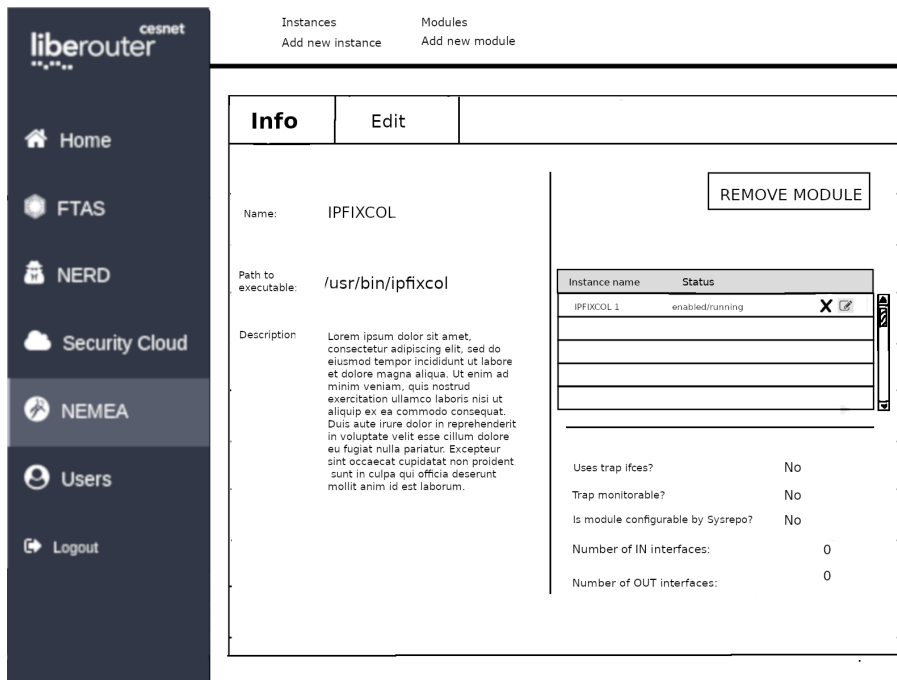 cesnet
liberouter
Home
FTAS
NERD
Security Cloud
NEMEA
Users
Logout
Instances Modules
Add new instance Add new module
Info Edit
REMOVE MODULE
Name: IPFIXCOL
Path to
executable: /usr/bin/ipfixcol
Description
Lorem ipsum dolor sit amet,
consectetur adipiscing elit, sed do
eiusmod tempor incididunt ut labore
et dolore magna aliqua. Ut enim ad
minim veniam, quis nostrud
exercitation ullamco laboris nisi ut
aliquip ex ea commodo consequat.
Duis aute irure dolor in reprehenderit
in voluptate velit esse cillum dolore
eu fugiat nulla pariatur. Excepteur
sint occaecat cupidatat non proident
sunt in culpa qui officia deserunt
mollit anim id est laborum.
Instance name Status
IPFIXCOL 1 enabled/running X
Uses trap ifces? No
Trap monitorable? No
Is module configurable by Sysrepo? No
Number of IN interfaces: 0
Number of OUT interfaces: 0